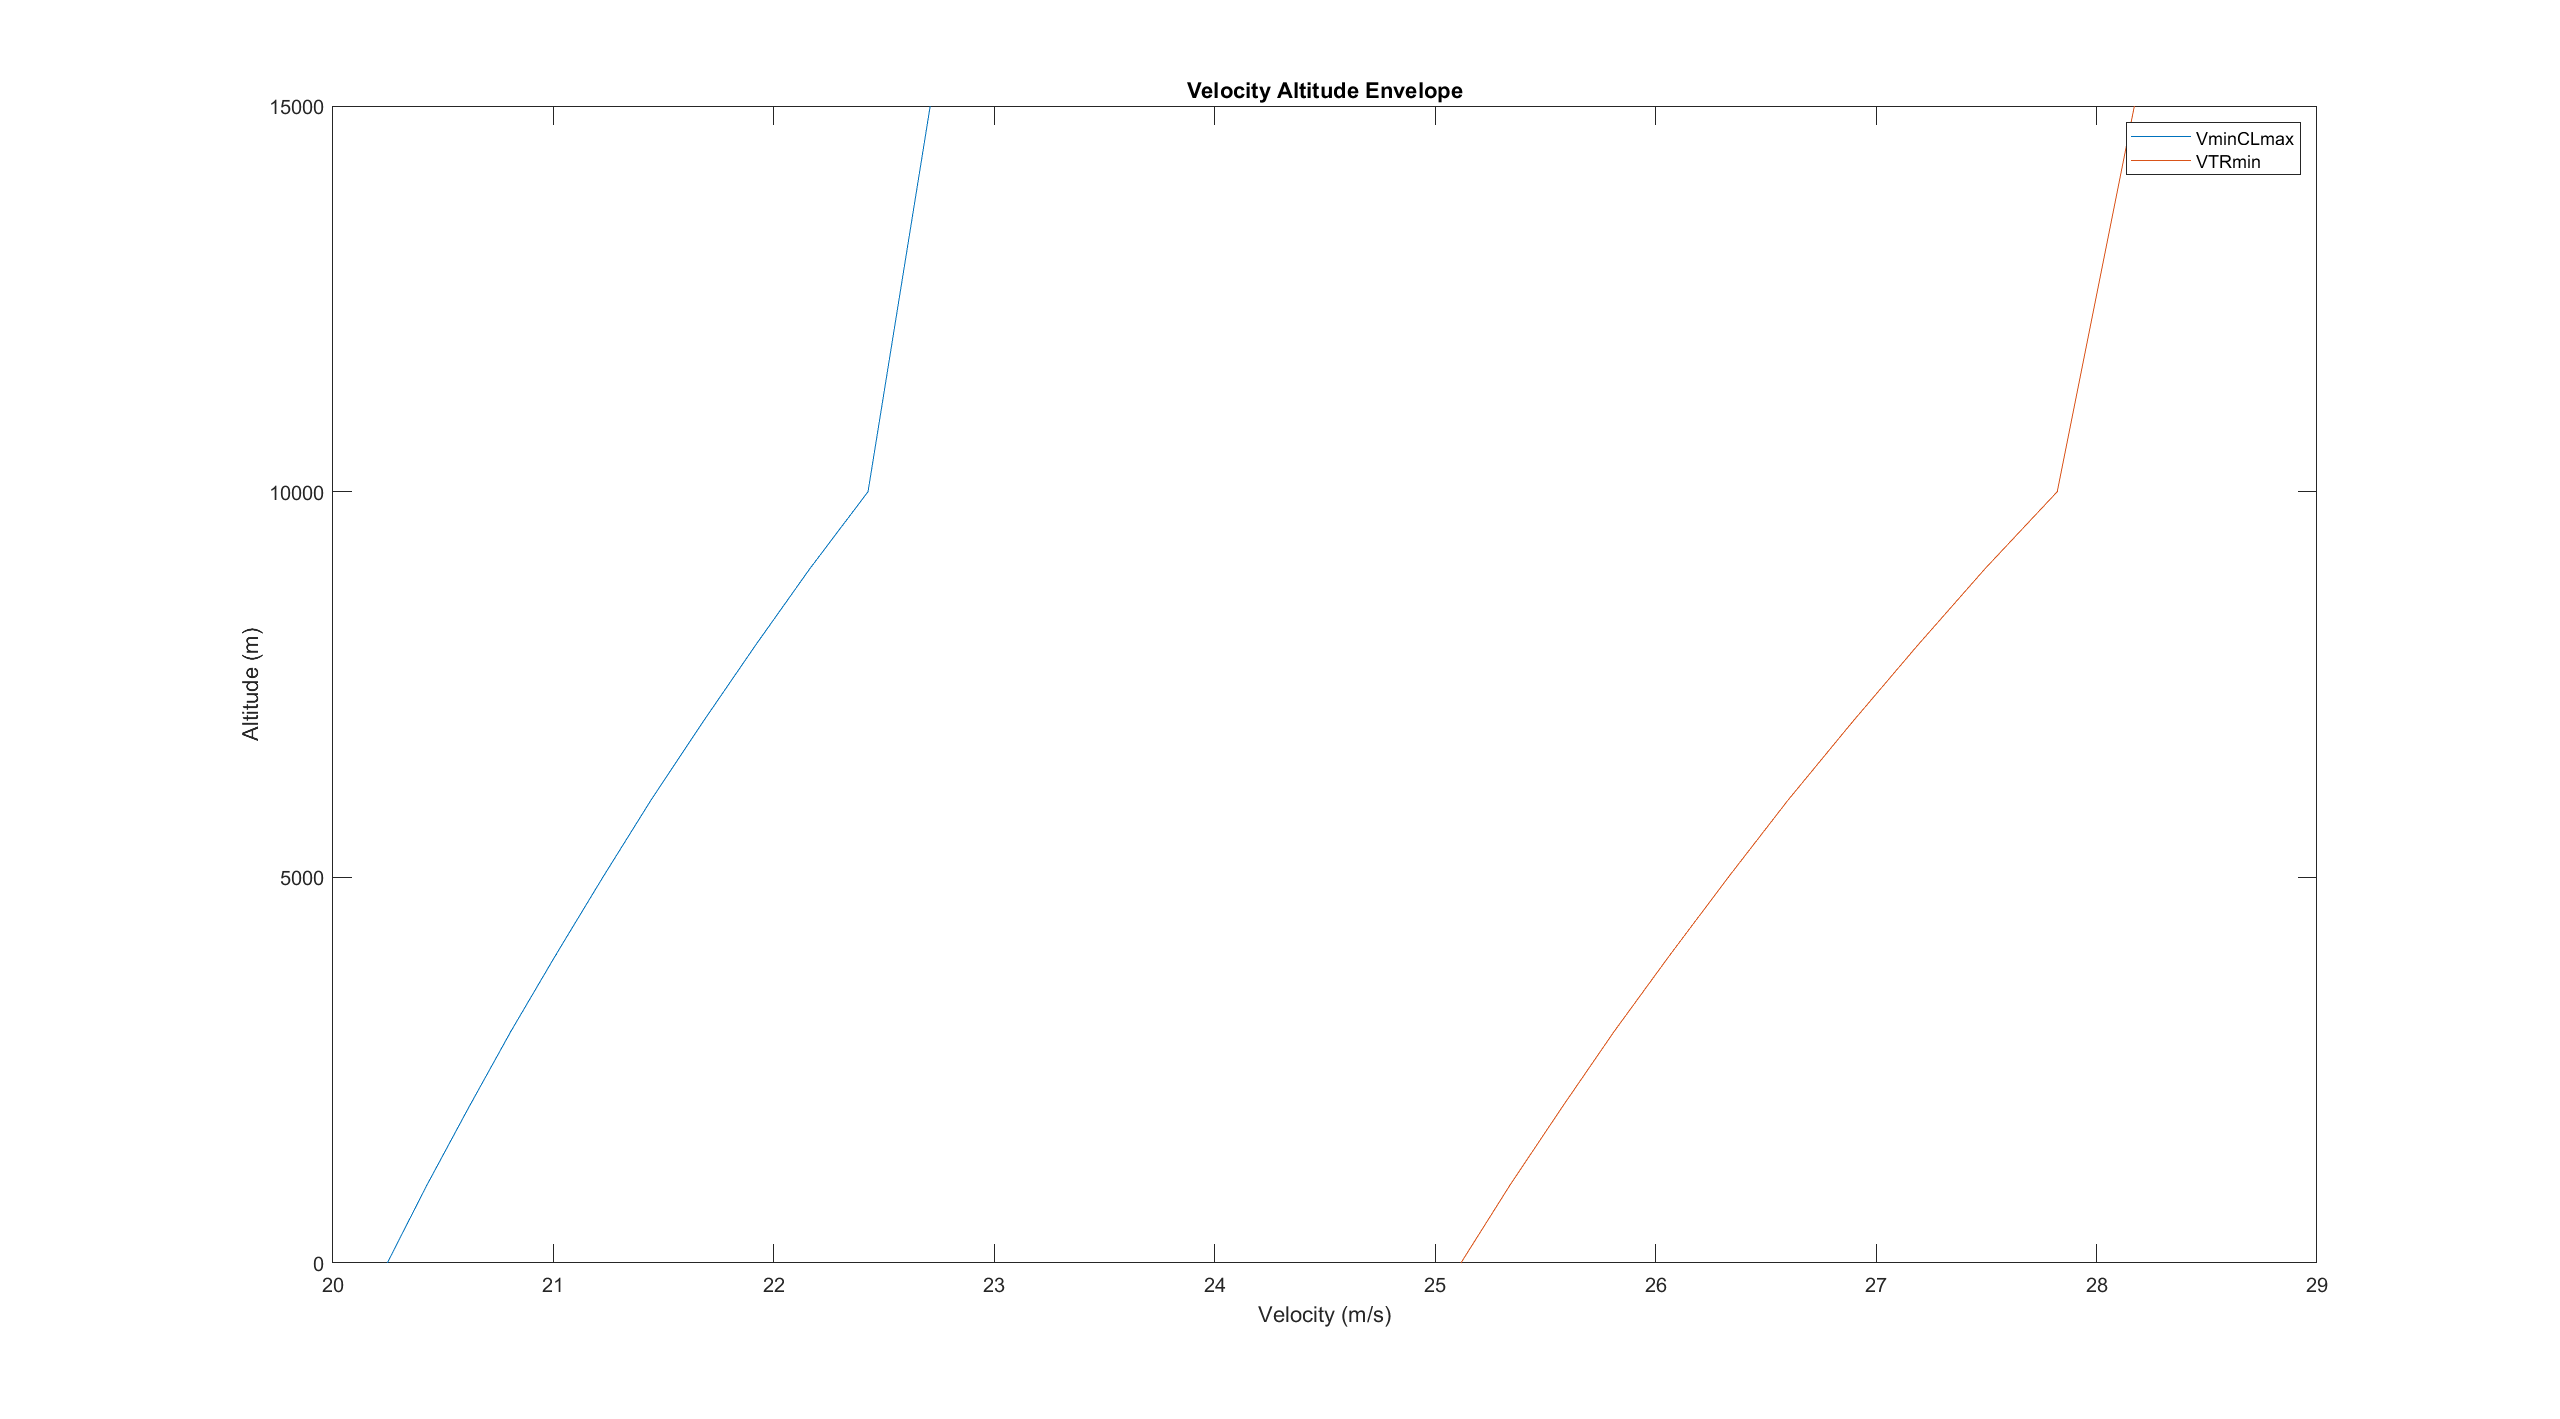 Velocity Altitude Envelope
15000
VminCLmax
VTRmin
10000
Altitude (m)
5000
0
20 21 22 23 24 25 26 27 28 29
Velocity (m/s)